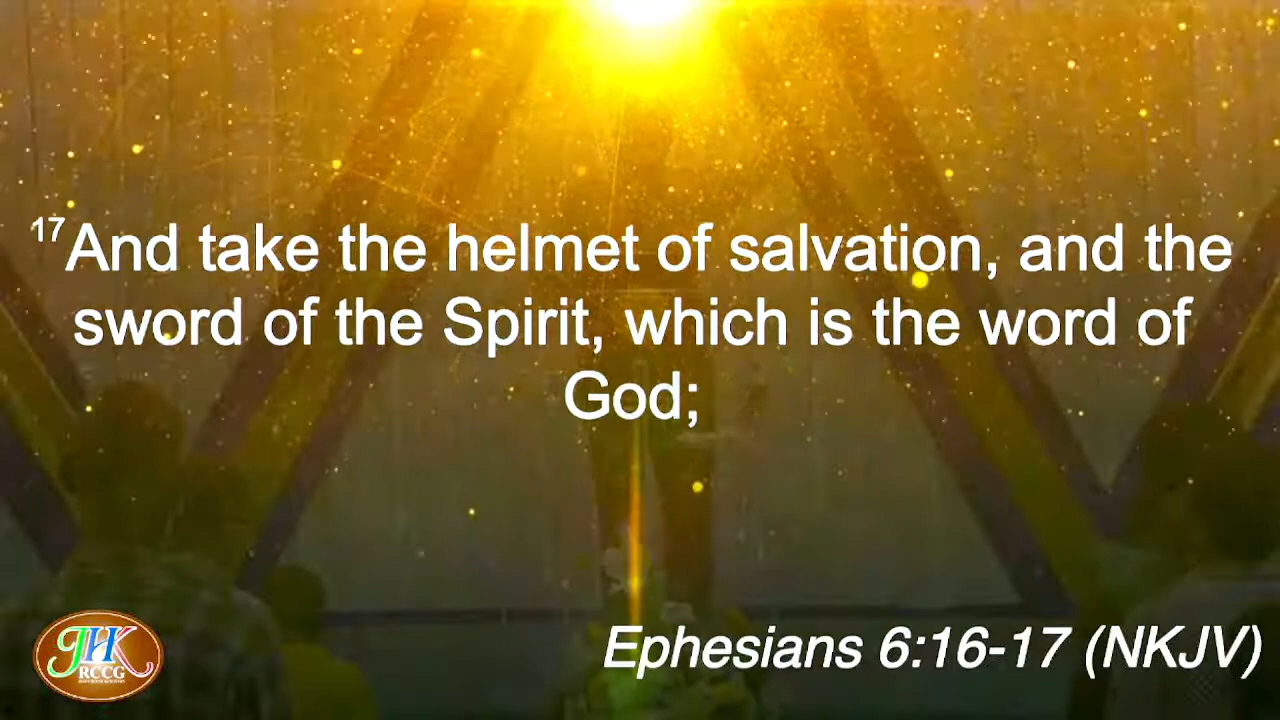 17And take the helmet of salvation, and the
sword of the Spirit, which is the word of
God;
Ephesians 6:16-17 (NKJV)
JHK
RCCG